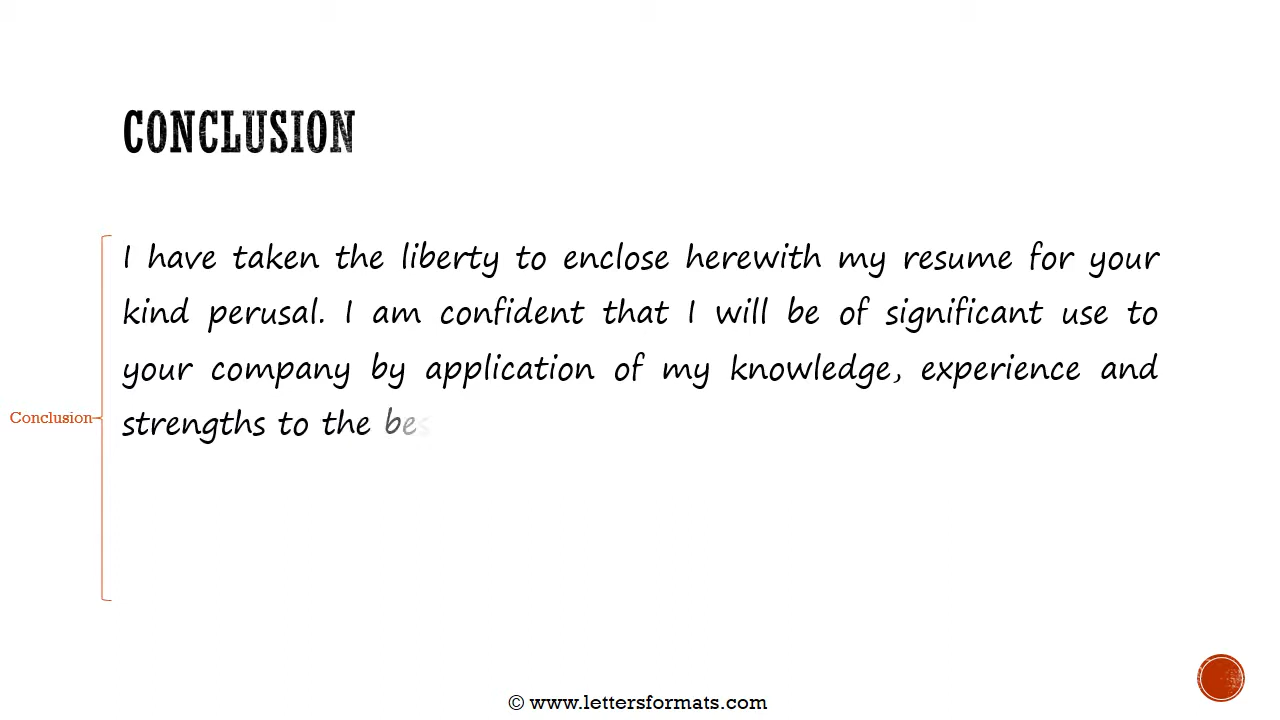 CONCLUSION
I have taken the liberty to enclose herewith my resume for your
kind perusal. I am confident that I will be of significant use to
your company by application of my knowledge, experience and
Conclusion
strengths to the
© www.lettersformats.com